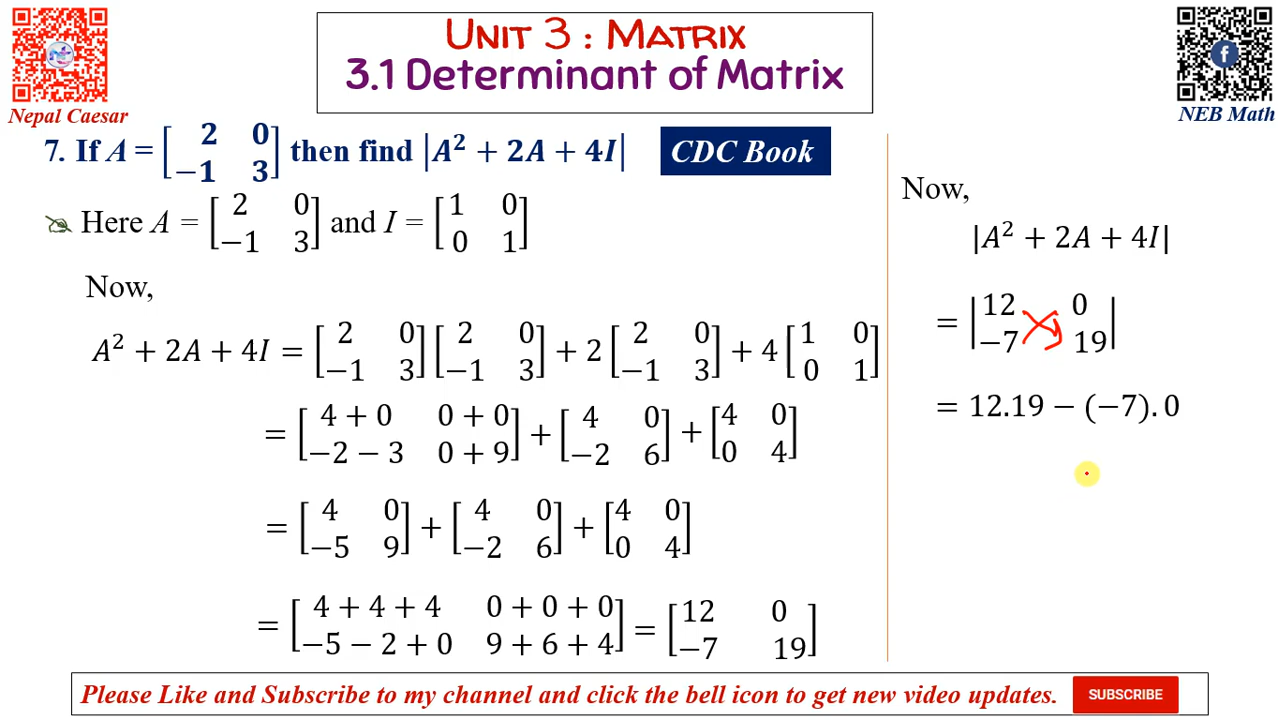 UNIT 3 : MATRIX
3.1 Determinant of Matrix
Nepal Caesar
NEB Math
7. If A = [2 0; −1 3] then find |A² + 2A + 4I|
CDC Book
Here A = [2 0; −1 3] and I = [1 0; 0 1]
Now,
A² + 2A + 4I = [2 0; −1 3] [2 0; −1 3] + 2 [2 0; −1 3] + 4 [1 0; 0 1]
= [4 + 0 0 + 0; −2 − 3 0 + 9] + [4 0; −2 6] + [4 0; 0 4]
= [4 0; −5 9] + [4 0; −2 6] + [4 0; 0 4]
= [4 + 4 + 4 0 + 0 + 0; −5 − 2 + 0 9 + 6 + 4] = [12 0; −7 19]
Now,
|A² + 2A + 4I|
= |12 0; −7 19|
= 12.19 − (−7). 0
Please Like and Subscribe to my channel and click the bell icon to get new video updates.
SUBSCRIBE